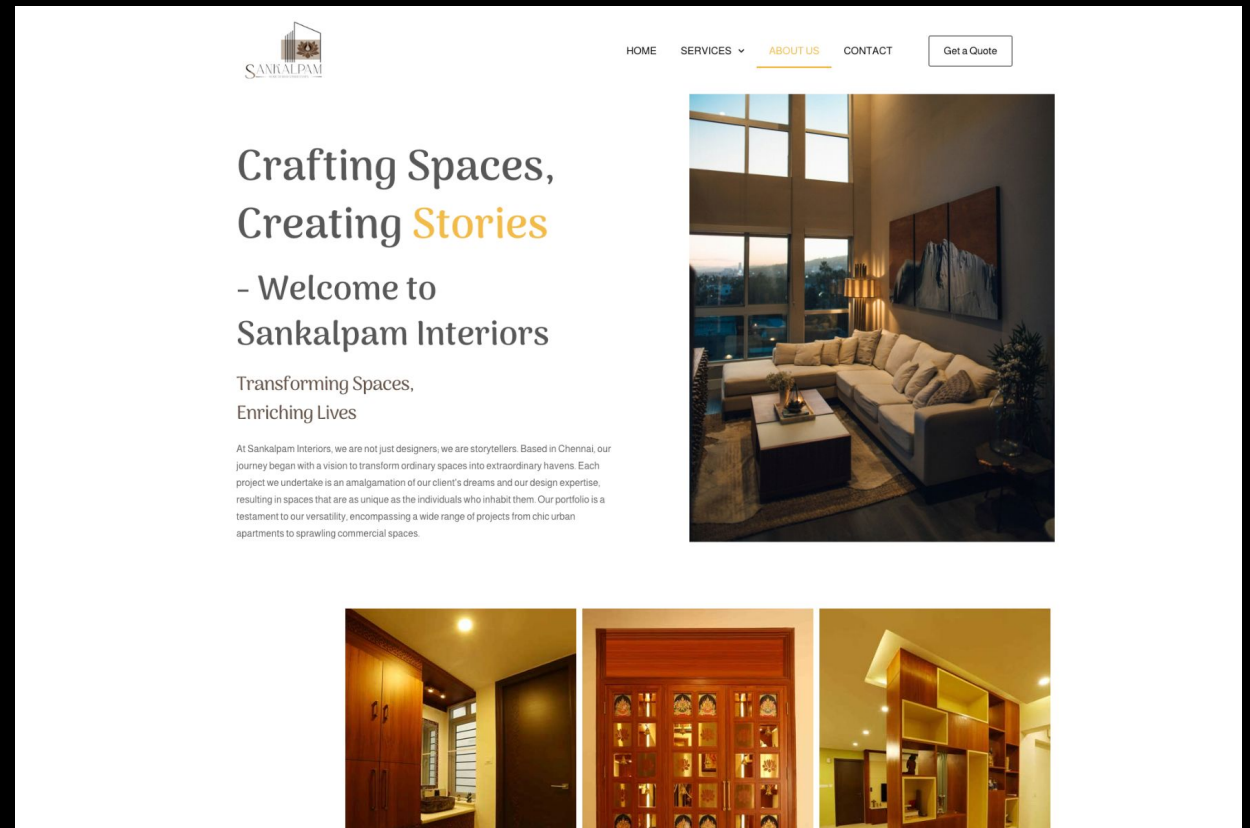 SANKALPAM
HOME
SERVICES
ABOUT US
CONTACT
Get a Quote
Crafting Spaces,
Creating Stories
- Welcome to
Sankalpam Interiors
Transforming Spaces,
Enriching Lives
At Sankalpam Interiors, we are not just designers, we are storytellers. Based in Chennai, our
journey began with a vision to transform ordinary spaces into extraordinary havens. Each
project we undertake is an amalgamation of our client's dreams and our design expertise,
resulting in spaces that are as unique as the individuals who inhabit them. Our portfolio is a
testament to our versatility, encompassing a wide range of projects from chic urban
apartments to sprawling commercial spaces.